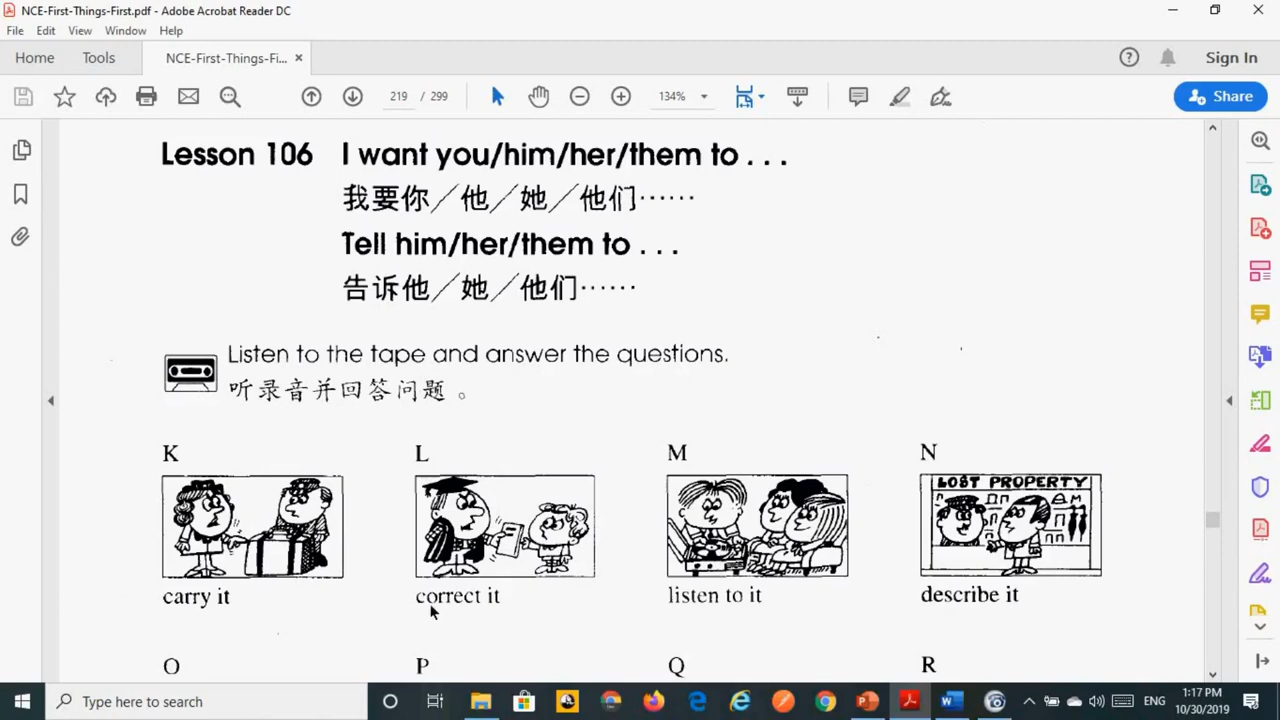 NCE-First-Things-First.pdf - Adobe Acrobat Reader DC
File Edit View Window Help
Home Tools NCE-First-Things-Fi... ×
Sign In
219 / 299 134% Share
Lesson 106 I want you/him/her/them to . . .
我要你／他／她／他们……
Tell him/her/them to . . .
告诉他／她／他们……
Listen to the tape and answer the questions.
听录音并回答问题。
K L M N
LOST PROPERTY
carry it correct it listen to it describe it
O P Q R
Type here to search
ENG
1:17 PM
10/30/2019